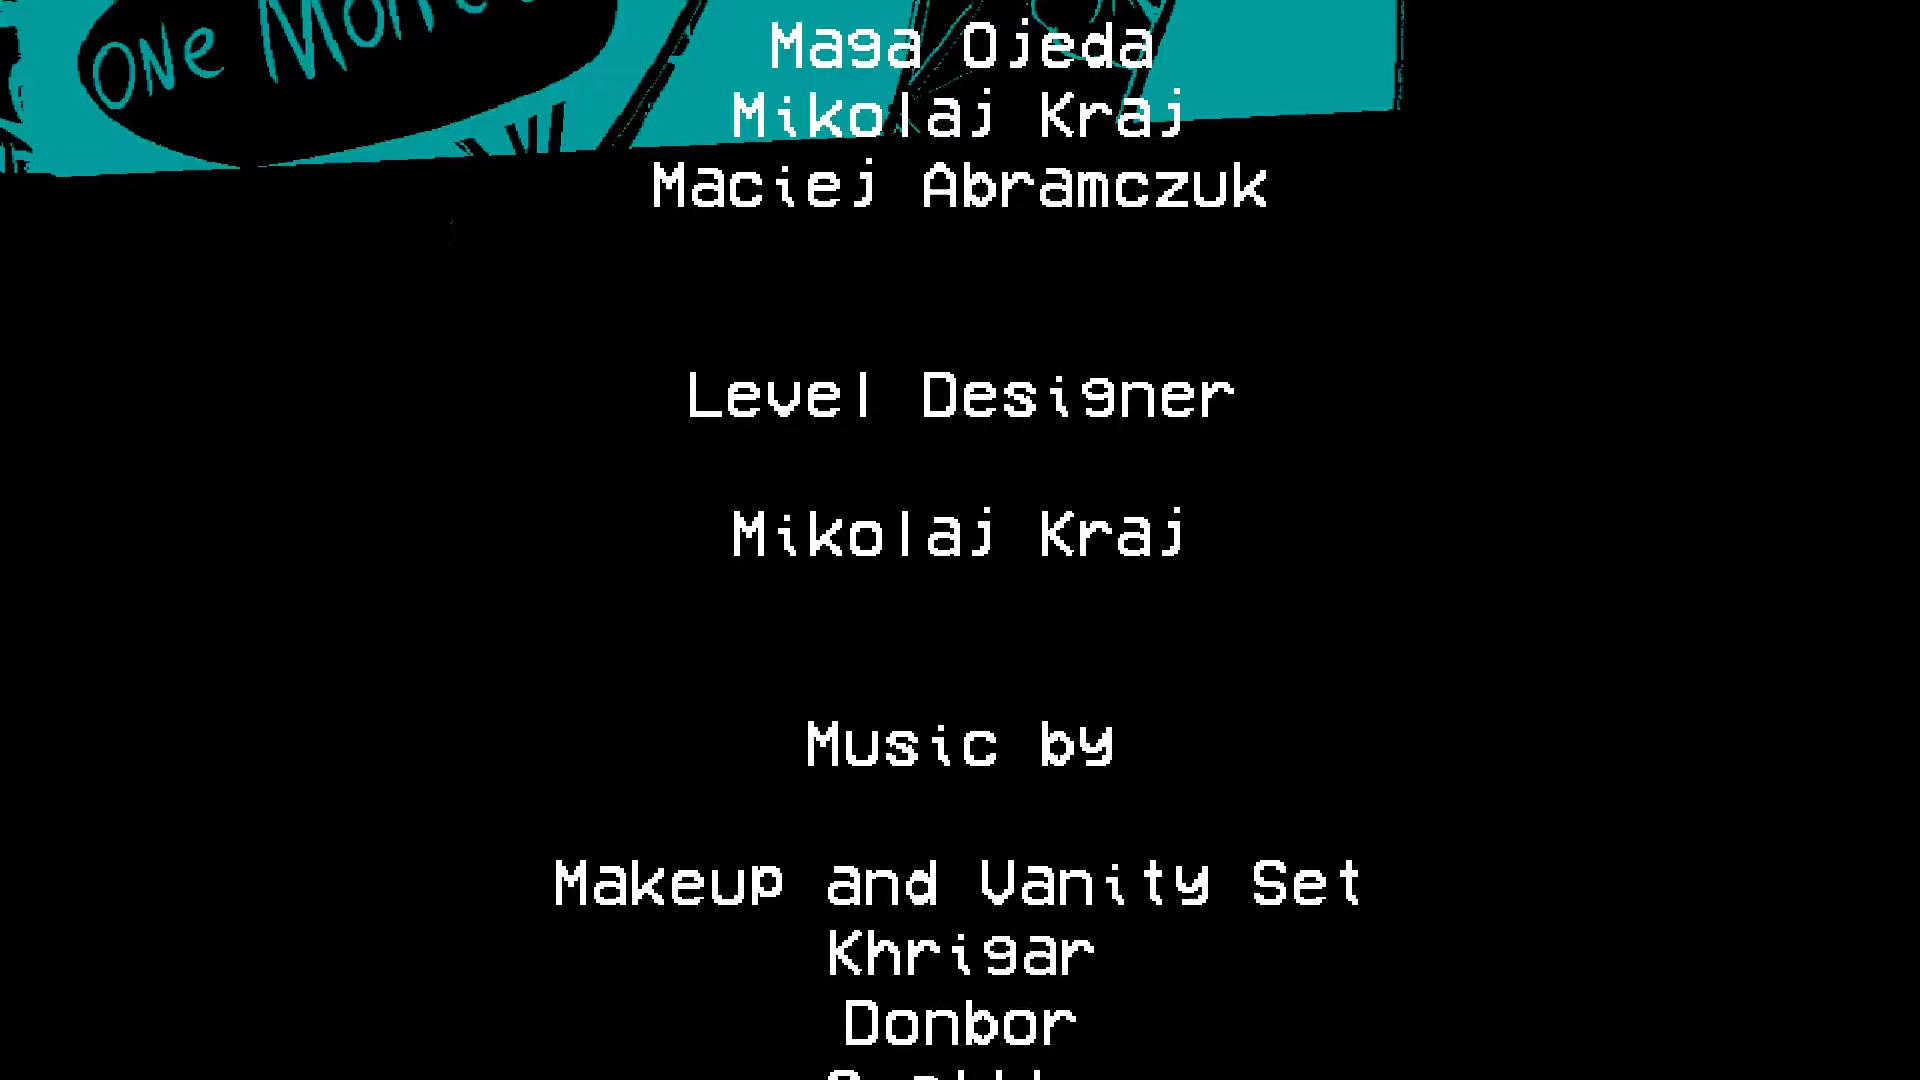 ONE
Maga Ojeda
Mikolaj Kraj
Maciej Abramczuk
Level Designer
Mikolaj Kraj
Music by
Makeup and Vanity Set
Khrigar
Donbor